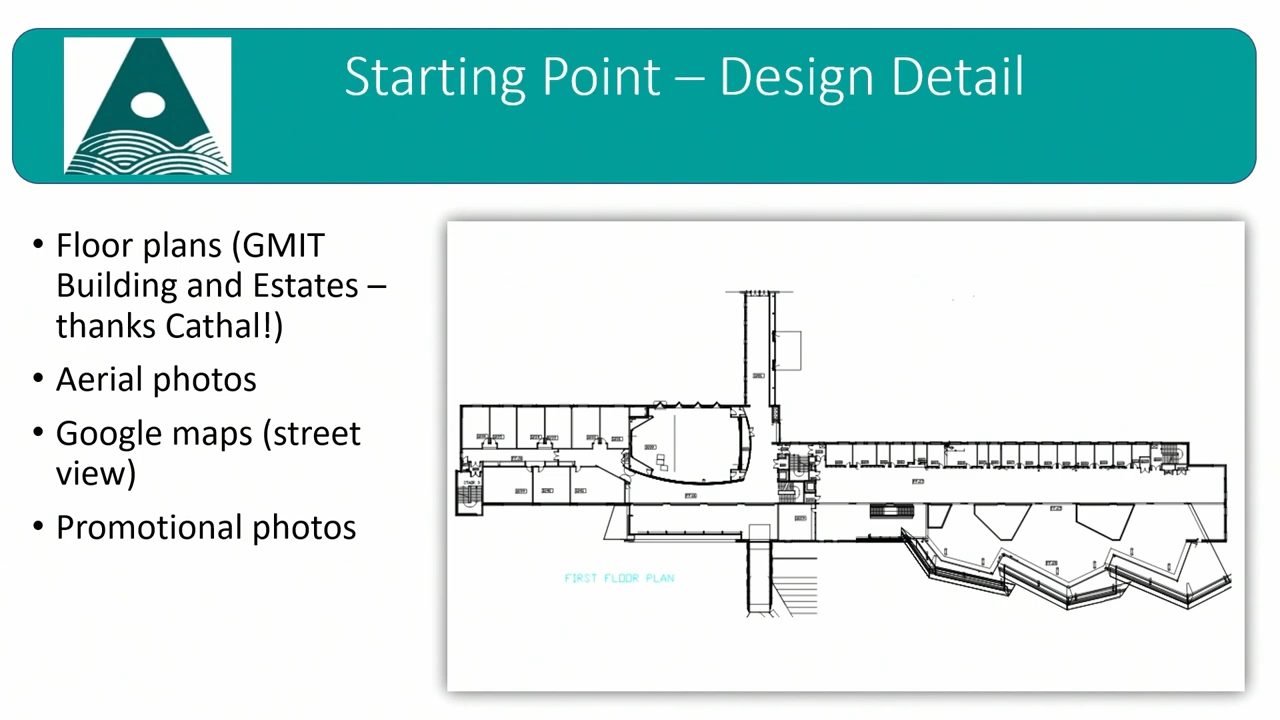 Starting Point – Design Detail
• Floor plans (GMIT
Building and Estates –
thanks Cathal!)
• Aerial photos
• Google maps (street
view)
• Promotional photos
FIRST FLOOR PLAN